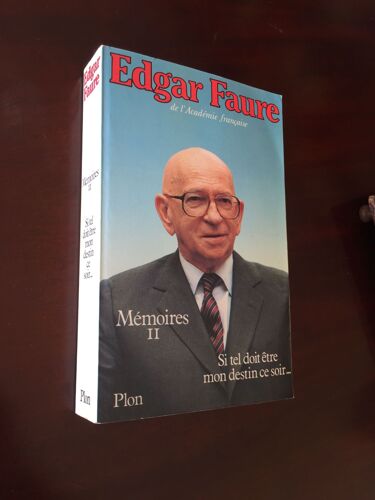 Edgar Faure
de l'Académie française
Mémoires
II
Si tel doit être
mon destin ce soir...
Plon
Edgar
Faure
Mémoires
II
Si tel
doit être
mon
destin
ce
soir...
Plon